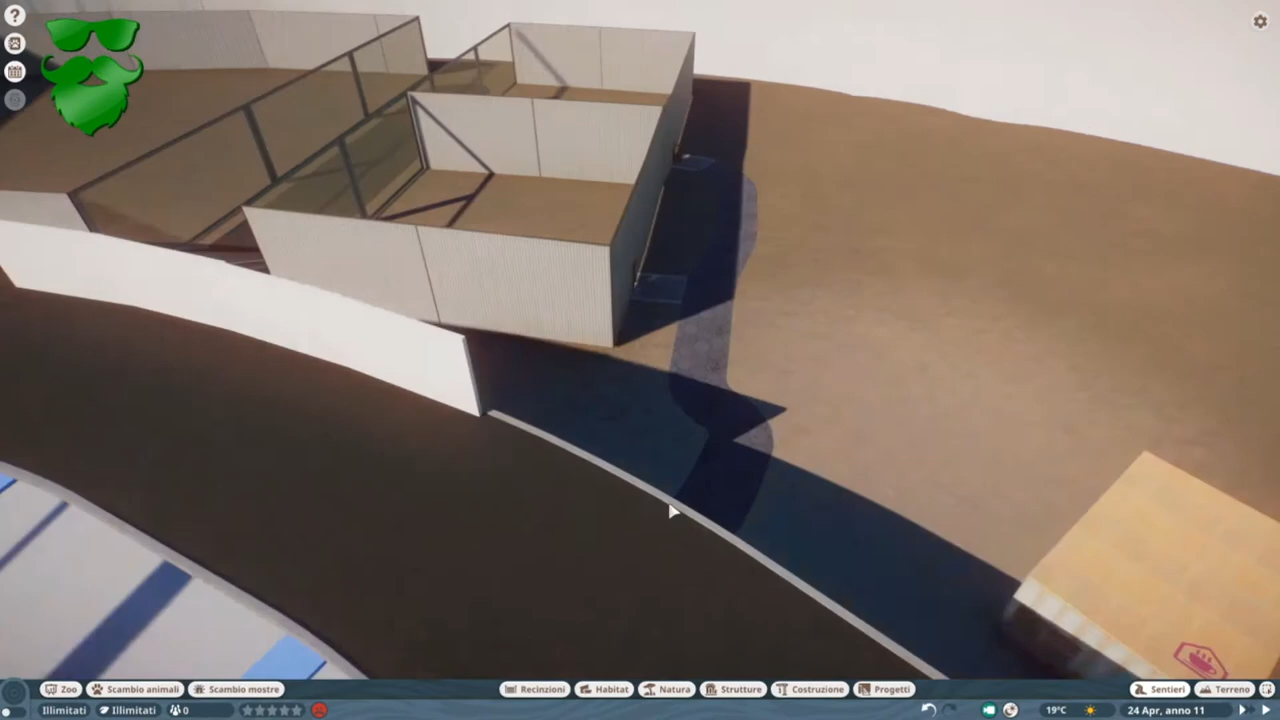 ?
Zoo
Scambio animali
Scambio mostre
Recinzioni
Habitat
Natura
Strutture
Costruzione
Progetti
Sentieri
Terreno
Illimitati
Illimitati
0
19°C
24 Apr, anno 11